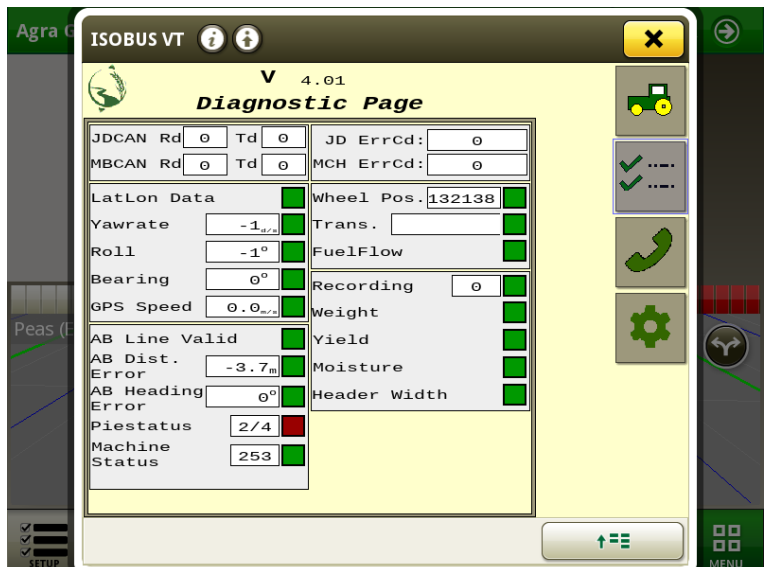 Agra G
ISOBUS VT
V 4.01
Diagnostic Page
JDCAN Rd 0 Td 0
MBCAN Rd 0 Td 0
JD ErrCd: 0
MCH ErrCd: 0
LatLon Data
Yawrate -1 d/s
Roll -1°
Bearing 0°
GPS Speed 0.0 m/s
Wheel Pos. 132138
Trans.
FuelFlow
Recording 0
Weight
Yield
Moisture
Header Width
AB Line Valid
AB Dist.
Error -3.7 m
AB Heading
Error 0°
Piestatus 2/4
Machine
Status 253
Peas (E
SETUP
MENU